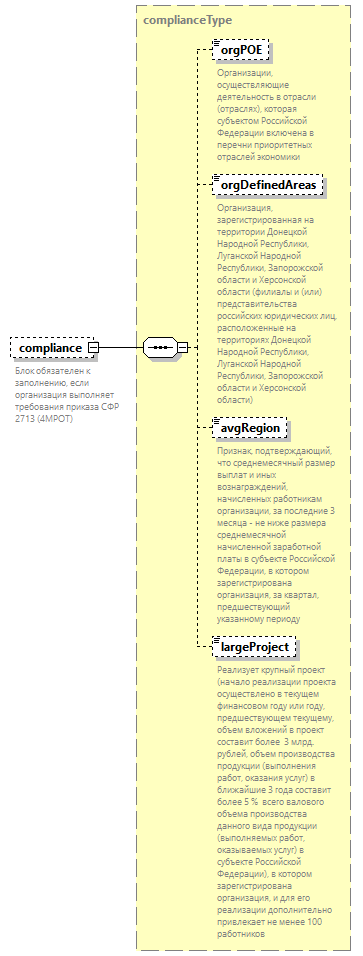 complianceType
orgPOE
Организации,
осуществляющие
деятельность в отрасли
(отраслях), которая
субъектом Российской
Федерации включена в
перечни приоритетных
отраслей экономики
orgDefinedAreas
Организация,
зарегистрированная на
территории Донецкой
Народной Республики,
Луганской Народной
Республики, Запорожской
области и Херсонской
области (филиалы и (или)
представительства
российских юридических лиц,
расположенные на
территориях Донецкой
Народной Республики,
Луганской Народной
Республики, Запорожской
области и Херсонской
области)
compliance
Блок обязателен к
заполнению, если
организация выполняет
требования приказа СФР
2713 (4МРОТ)
avgRegion
Признак, подтверждающий,
что среднемесячный размер
выплат и иных
вознаграждений,
начисленных работникам
организации, за последние 3
месяца - не ниже размера
среднемесячной
начисленной заработной
платы в субъекте Российской
Федерации, в котором
зарегистрирована
организация, за квартал,
предшествующий
указанному периоду
largeProject
Реализует крупный проект
(начало реализации проекта
осуществлено в текущем
финансовом году или году,
предшествующем текущему,
объем вложений в проект
составит более 3 млрд.
рублей, объем производства
продукции (выполнения
работ, оказания услуг) в
ближайшие 3 года составит
более 5 % всего валового
объема производства
данного вида продукции
(выполняемых работ,
оказываемых услуг) в
субъекте Российской
Федерации), в котором
зарегистрирована
организация, и для его
реализации дополнительно
привлекает не менее 100
работников